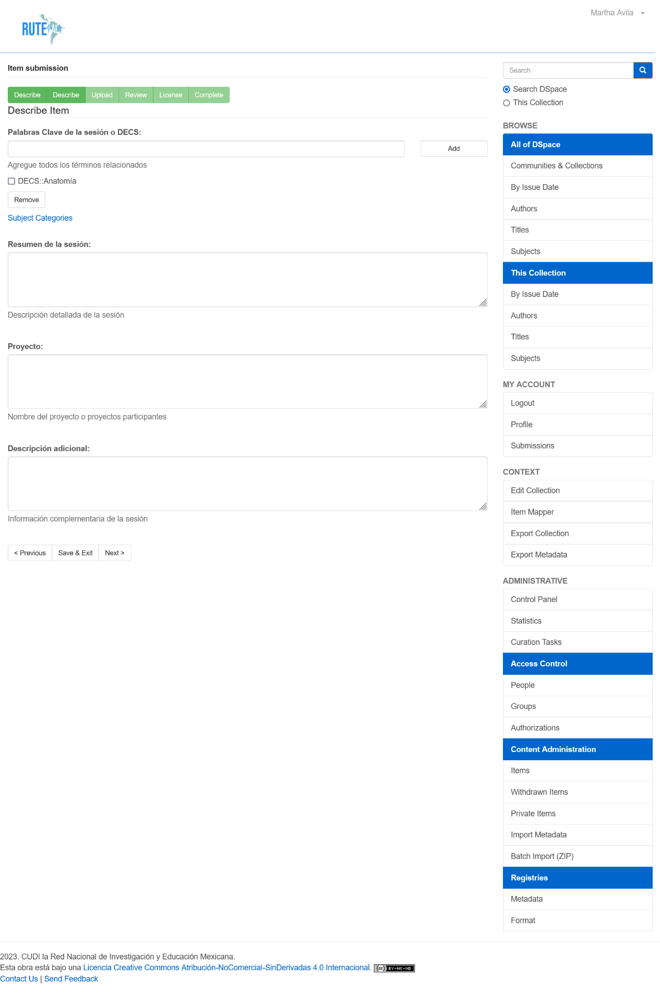 Martha Avila
RUTE ALC
Item submission
Describe Describe Upload Review License Complete
Describe Item
Palabras Clave de la sesión o DECS:
Add
Agregue todos los términos relacionados
DECS::Anatomía
Remove
Subject Categories
Resumen de la sesión:
Descripción detallada de la sesión
Proyecto:
Nombre del proyecto o proyectos participantes
Descripción adicional:
Información complementaria de la sesión
< Previous Save & Exit Next >
Search
Search DSpace
This Collection
BROWSE
All of DSpace
Communities & Collections
By Issue Date
Authors
Titles
Subjects
This Collection
By Issue Date
Authors
Titles
Subjects
MY ACCOUNT
Logout
Profile
Submissions
CONTEXT
Edit Collection
Item Mapper
Export Collection
Export Metadata
ADMINISTRATIVE
Control Panel
Statistics
Curation Tasks
Access Control
People
Groups
Authorizations
Content Administration
Items
Withdrawn Items
Private Items
Import Metadata
Batch Import (ZIP)
Registries
Metadata
Format
2023. CUDI la Red Nacional de Investigación y Educación Mexicana.
Esta obra está bajo una Licencia Creative Commons Atribución-NoComercial-SinDerivadas 4.0 Internacional. cc BY-NC-ND
Contact Us | Send Feedback